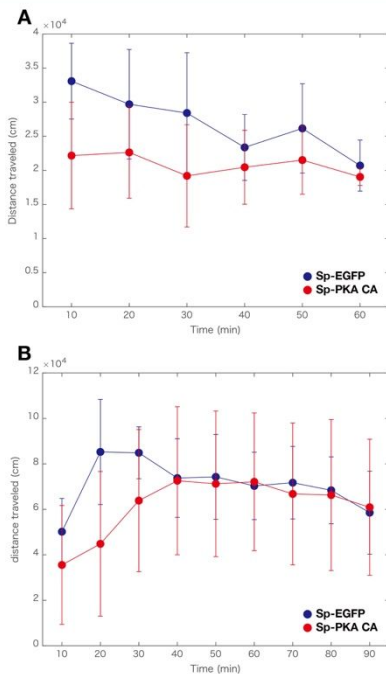 A
×10⁴
4
3.5
3
2.5
2
1.5
1
0.5
0
Distance traveled (cm)
Sp-EGFP
Sp-PKA CA
10 20 30 40 50 60
Time (min)
B
×10⁴
12
10
8
6
4
2
0
distance traveled (cm)
Sp-EGFP
Sp-PKA CA
10 20 30 40 50 60 70 80 90
Time (min)